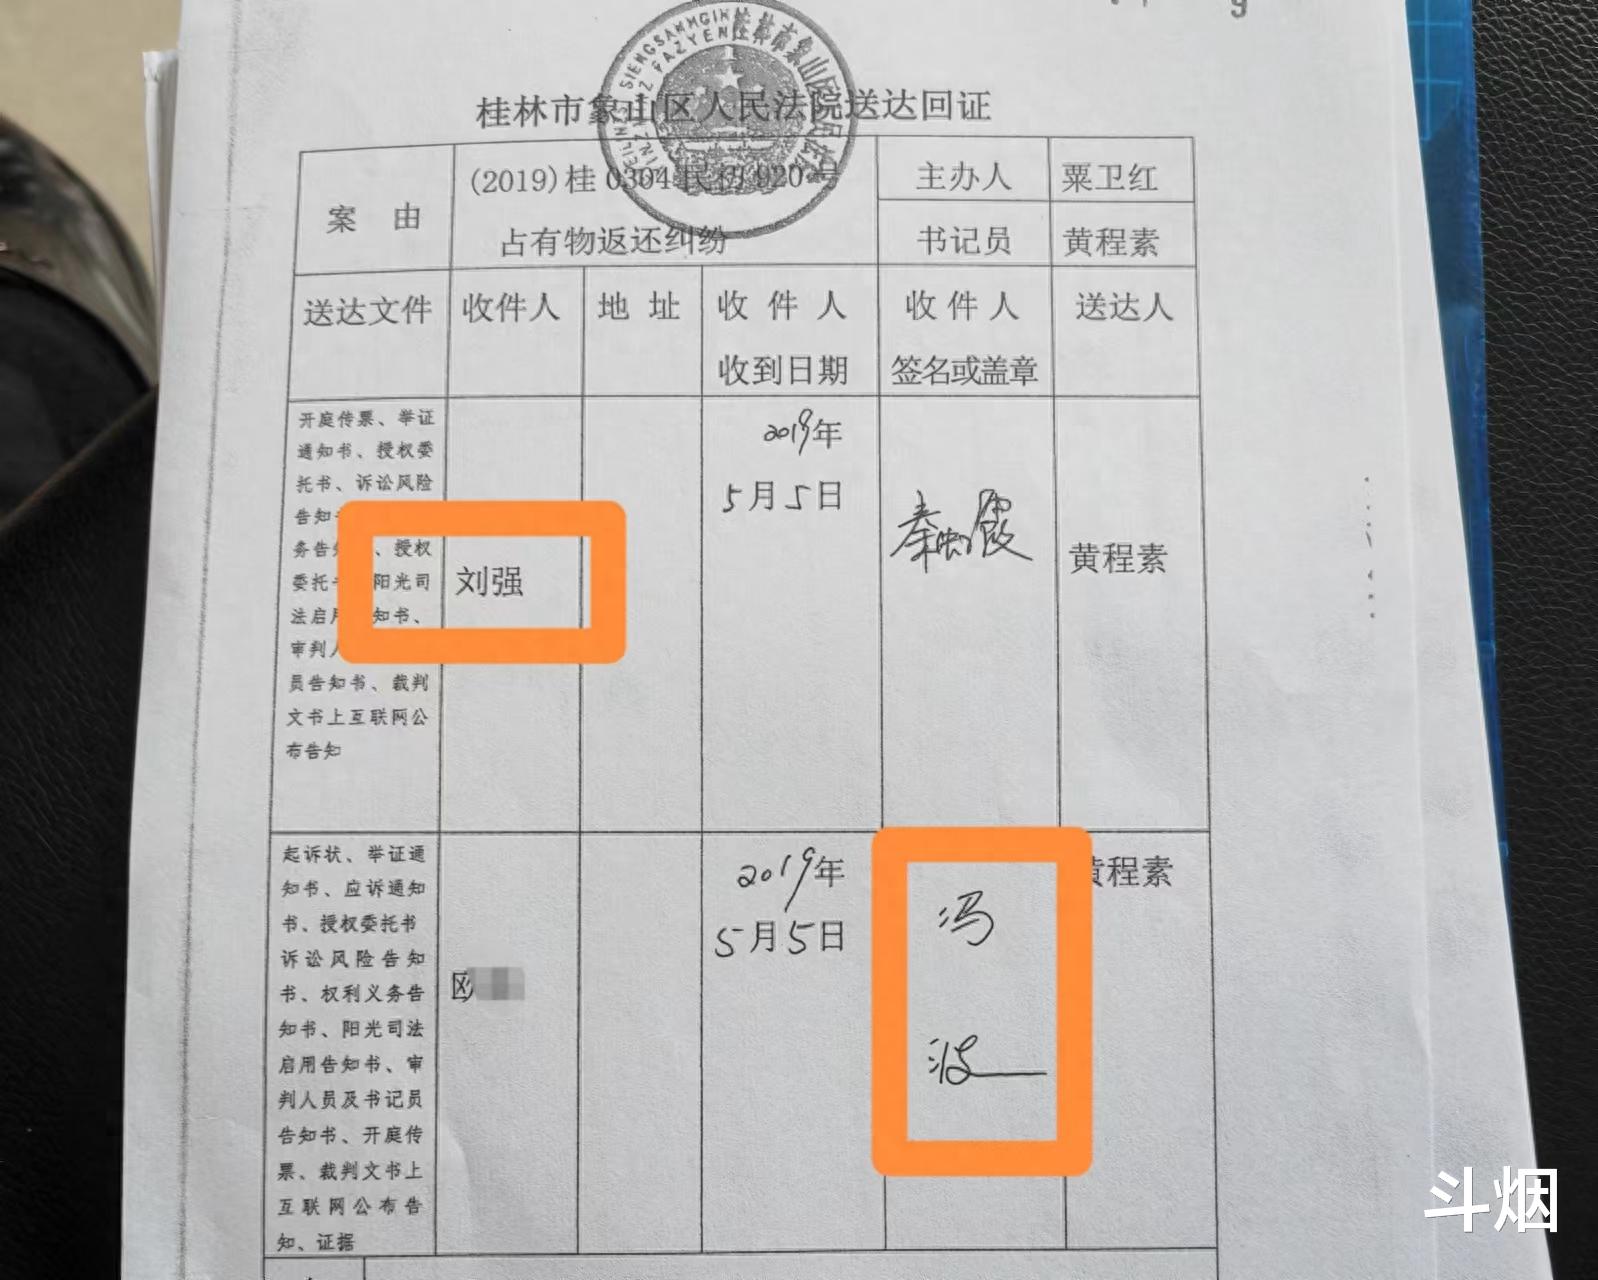 桂林市象山区人民法院送达回证
案 由
(2019)桂 0304 民初 920 号
占有物返还纠纷
主办人
粟卫红
书记员
黄程素
送达文件
收件人
地 址
收 件 人
收到日期
收 件 人
签名或盖章
送达人
开庭传票、举证
通知书、授权委
托书、诉讼风险
告知
务告 、授权
委托 阳光司
法启 知书、
审判
员告知书、裁判
文书上互联网公
布告知
刘强
2019年
5月5日
黄程素
起诉状、举证通
知书、应诉通知
书、授权委托书
诉讼风险告知
书、权利义务告
知书、阳光司法
启用告知书、审
判人员及书记员
告知书、开庭传
票、裁判文书上
互联网公布告
知、证据
欧
2019年
5月5日
冯
波
黄程素
斗烟